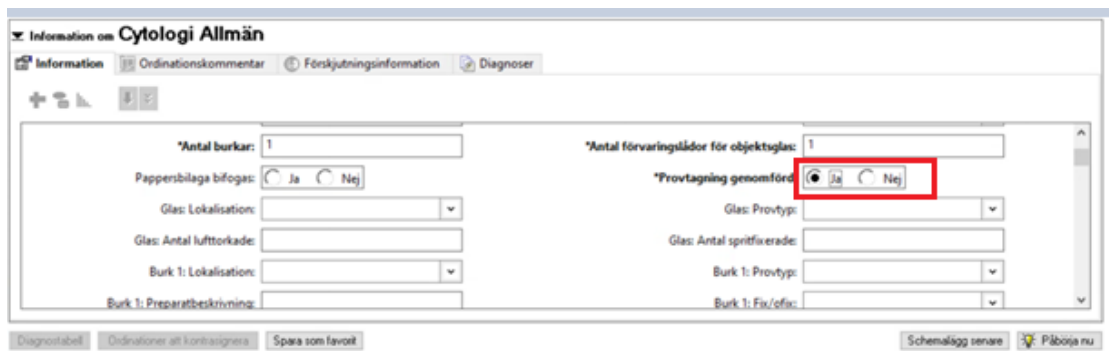 Information om Cytologi Allmän
Information Ordinationskommentar Förskjutningsinformation Diagnoser
*Antal burkar: 1 *Antal förvaringslådor för objektsglas: 1
Pappersbilaga bifogas: Ja Nej *Provtagning genomförd Ja Nej
Glas: Lokalisation: Glas: Provtyp:
Glas: Antal lufttorkade: Glas: Antal spritfixerade:
Burk 1: Lokalisation: Burk 1: Provtyp:
Burk 1: Preparatbeskrivning: Burk 1: Fix/ofix:
Diagnostabell Ordinationer att kontrasignera Spara som favorit Schemalägg senare Påbörja nu